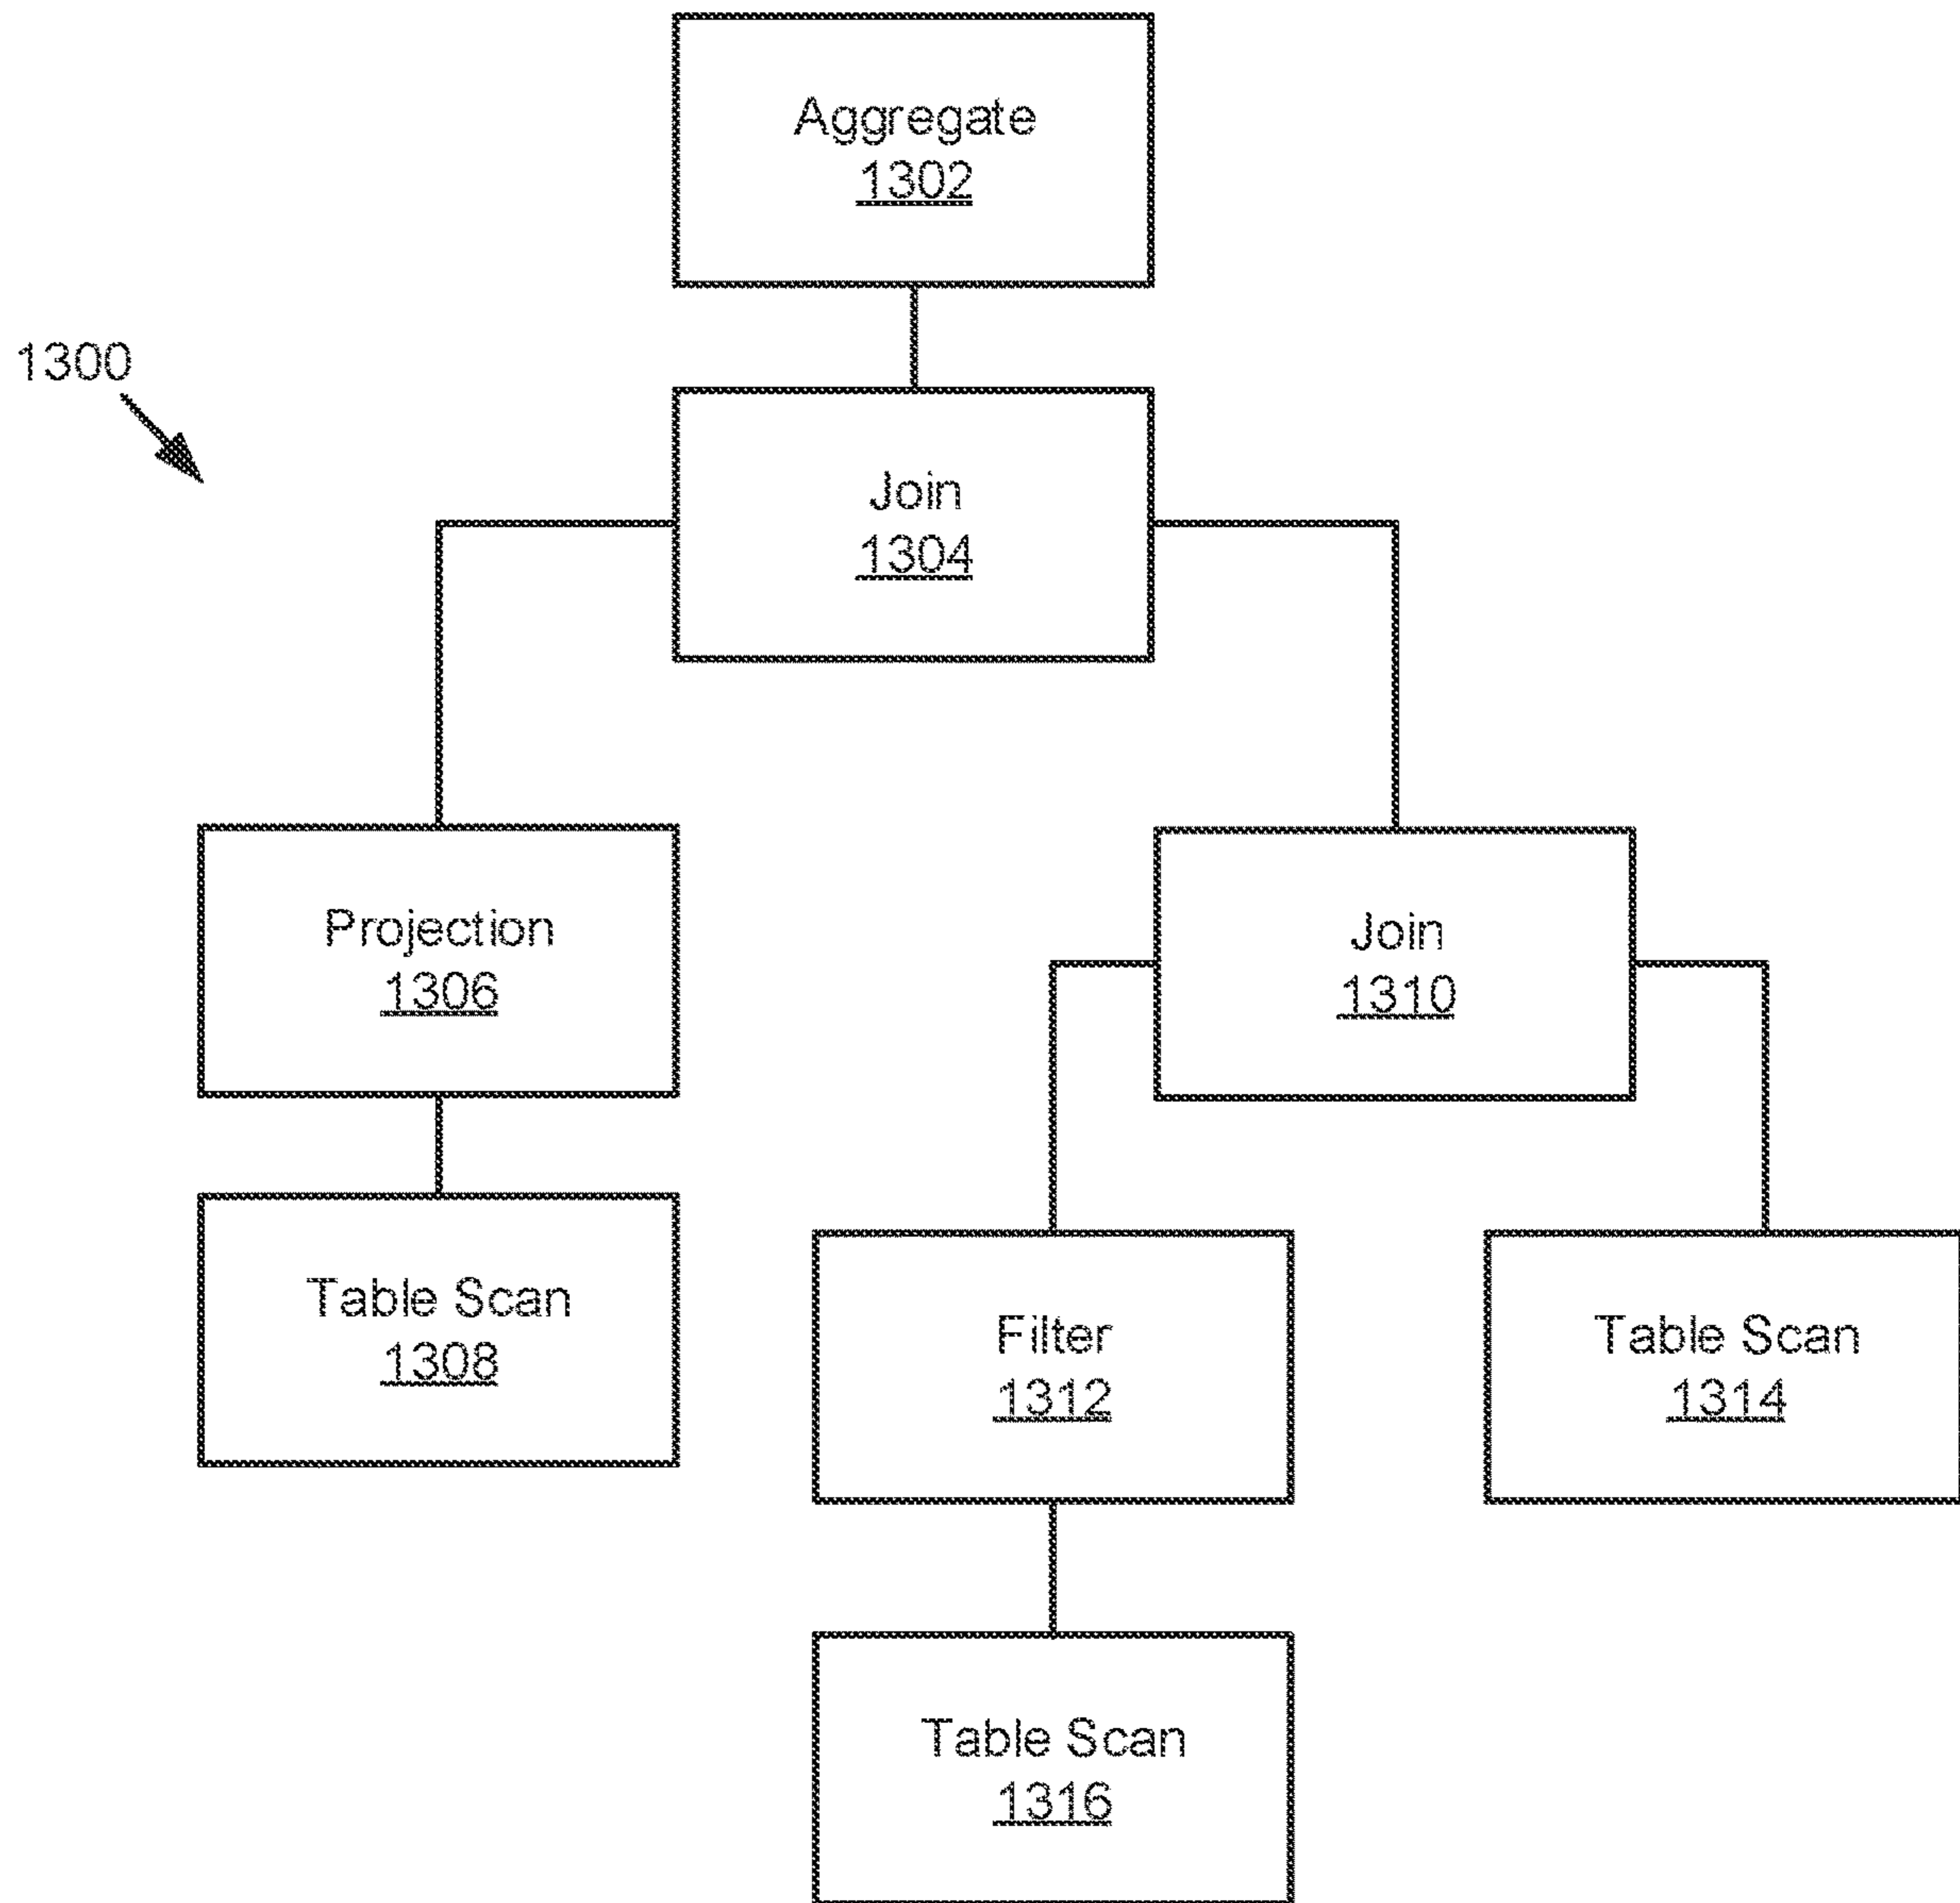 Aggregate
1302
1300
Join
1304
Projection
1306
Join
1310
Table Scan
1308
Filter
1312
Table Scan
1314
Table Scan
1316